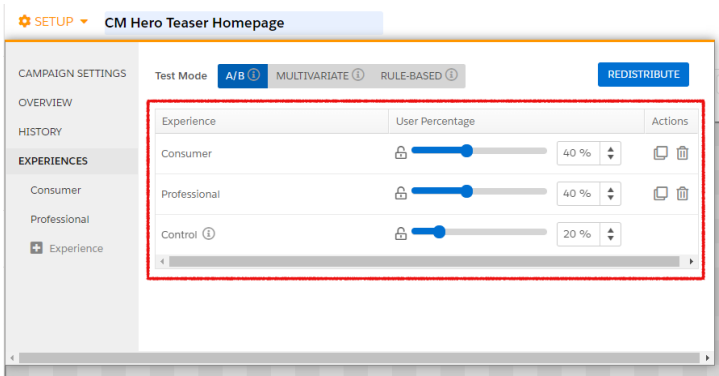 SETUP CM Hero Teaser Homepage
CAMPAIGN SETTINGS
OVERVIEW
HISTORY
EXPERIENCES
Consumer
Professional
Experience
Test Mode A/B MULTIVARIATE RULE-BASED REDISTRIBUTE
Experience User Percentage Actions
Consumer 40 %
Professional 40 %
Control 20 %